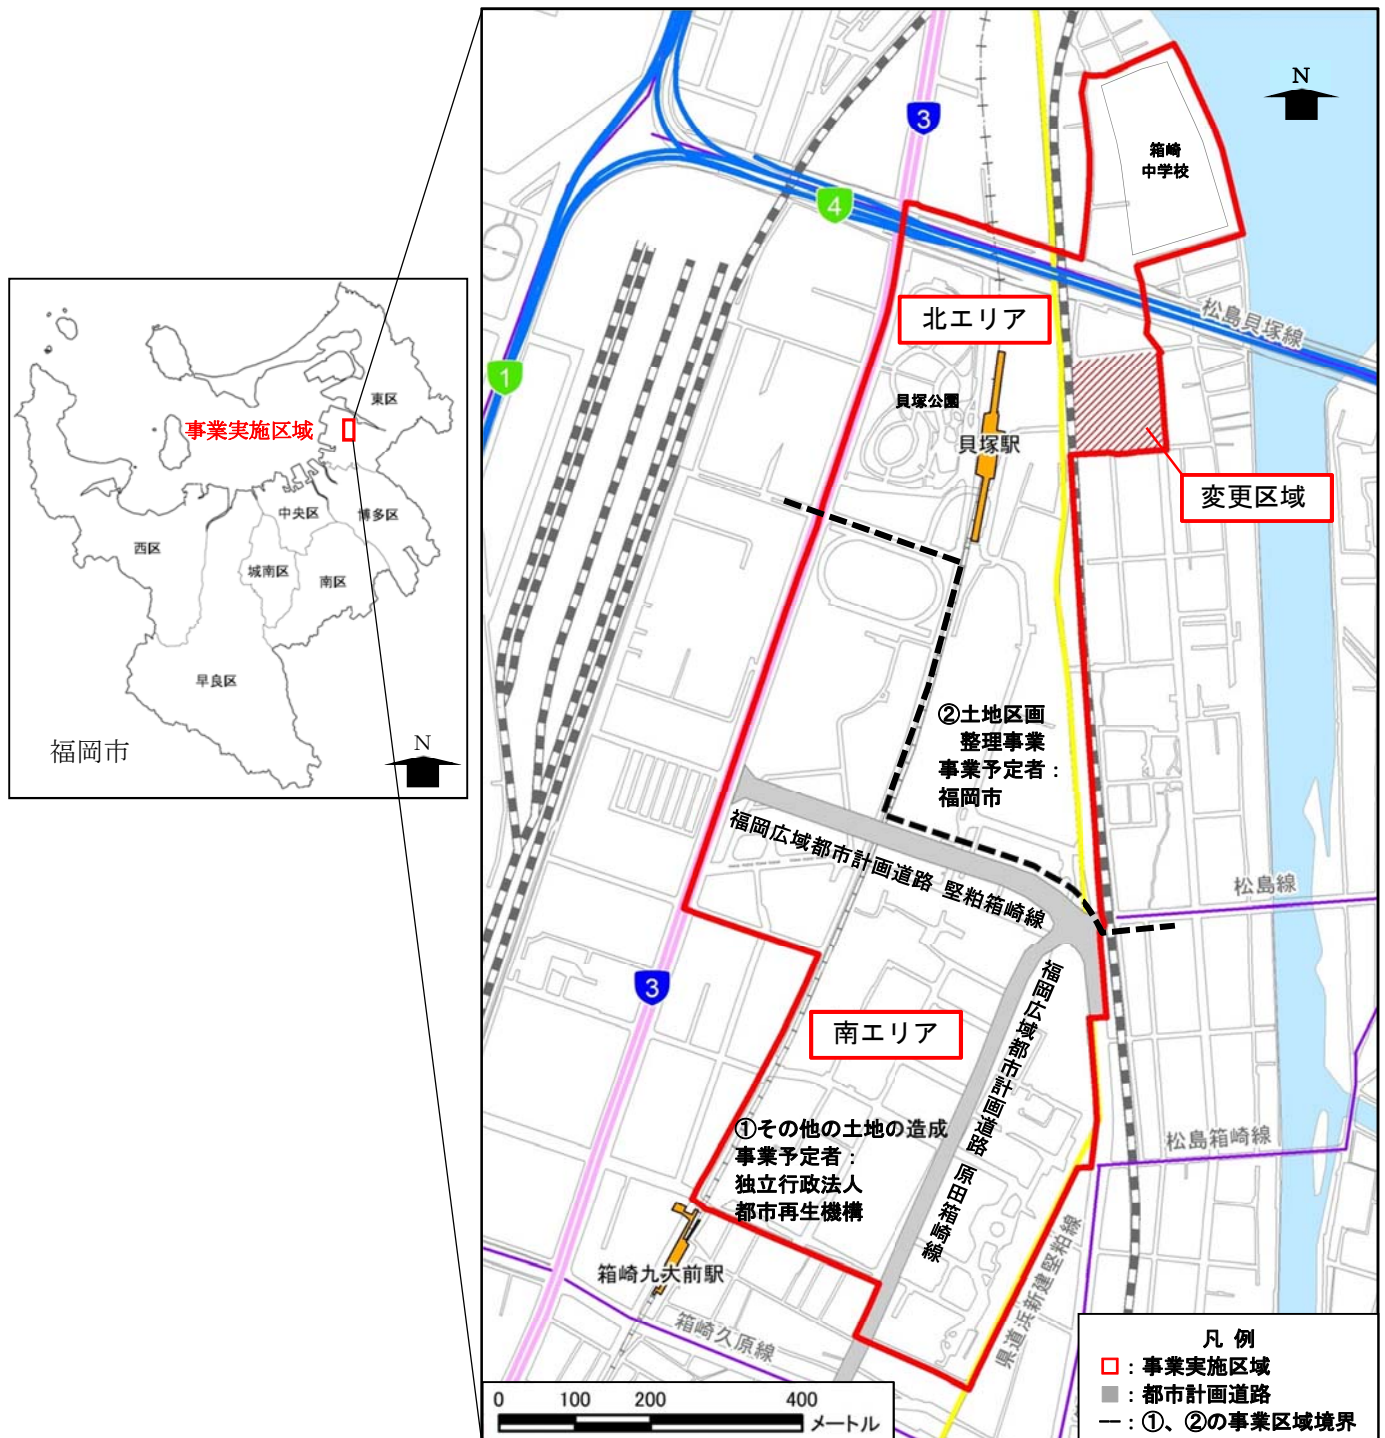 東区
事業実施区域
中央区
博多区
西区
城南区
南区
早良区
福岡市
N
N
3
箱崎
中学校
4
北エリア
松島貝塚線
1
貝塚公園
貝塚駅
変更区域
②土地区画
整理事業
事業予定者：
福岡市
福岡広域都市計画道路 堅粕箱崎線
松島線
3
福岡広域都市計画道路 原田箱崎線
南エリア
①その他の土地の造成
事業予定者：
独立行政法人
都市再生機構
松島箱崎線
箱崎九大前駅
県道浜新建堅粕線
箱崎久原線
凡 例
：事業実施区域
：都市計画道路
：①、②の事業区域境界
0 100 200 400
メートル